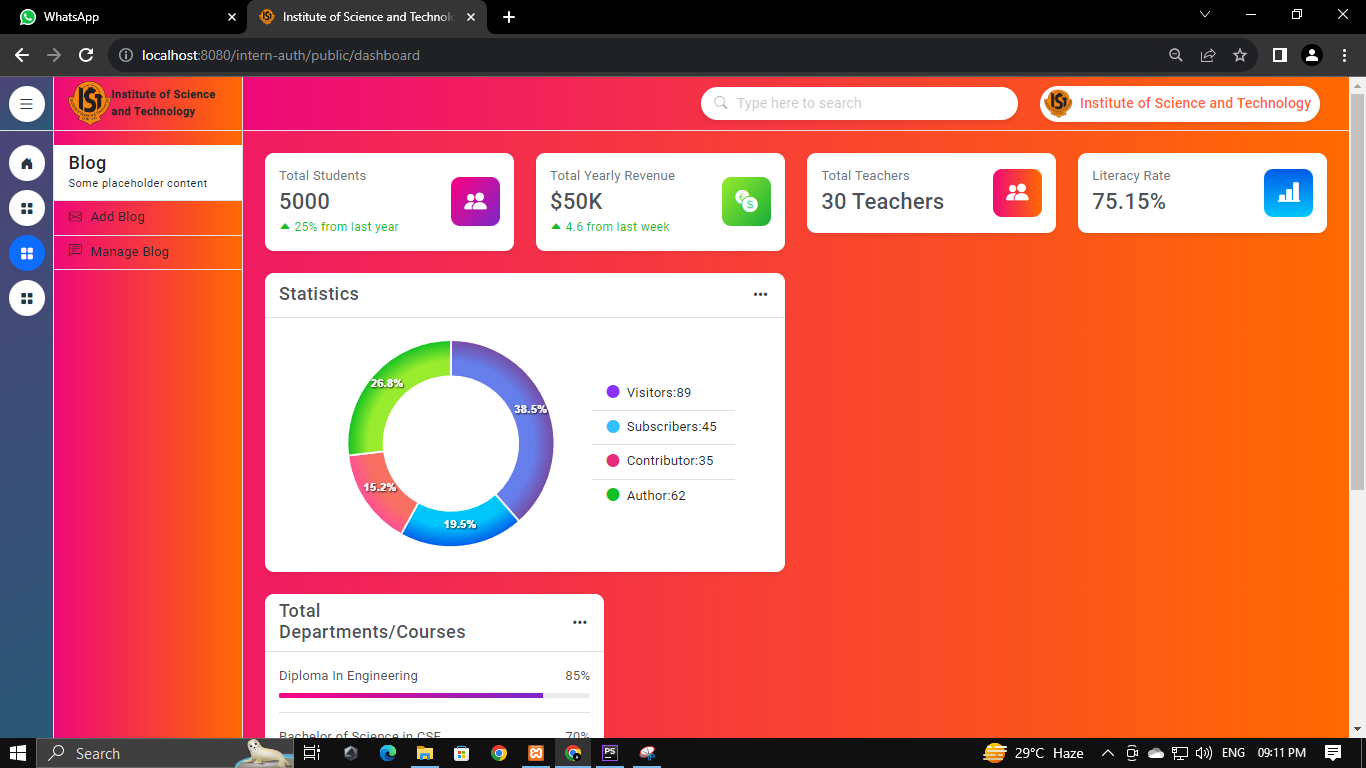 WhatsApp
Institute of Science and Technolo
localhost:8080/intern-auth/public/dashboard
IST
Institute of Science
and Technology
Type here to search
Institute of Science and Technology
Blog
Some placeholder content
Add Blog
Manage Blog
Total Students
5000
25% from last year
Total Yearly Revenue
$50K
4.6 from last week
Total Teachers
30 Teachers
Literacy Rate
75.15%
Statistics
26.8%
38.5%
15.2%
19.5%
Visitors:89
Subscribers:45
Contributor:35
Author:62
Total
Departments/Courses
Diploma In Engineering 85%
Bachelor of Science in CSE 70%
Search
PS
29°C Haze
ENG
09:11 PM